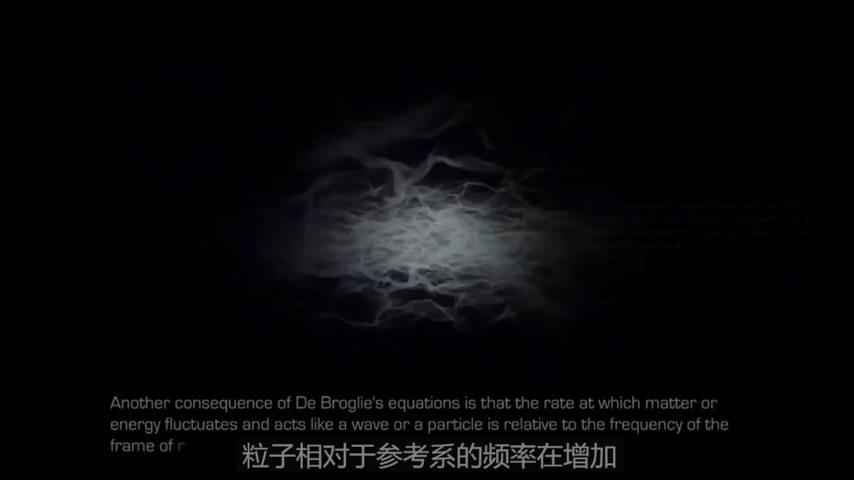 Another consequence of De Broglie's equations is that the rate at which matter or
energy fluctuates and acts like a wave or a particle is relative to the frequency of the
frame of r
粒子相对于参考系的频率在增加